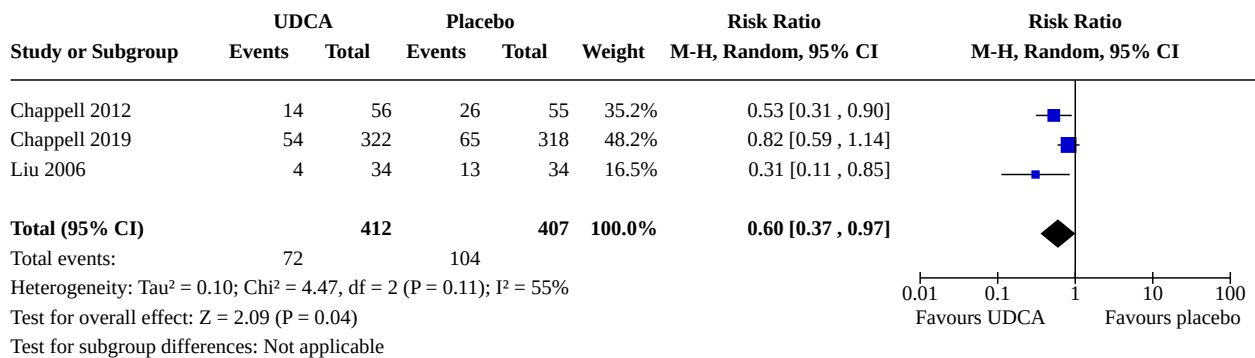 UDCA Placebo Risk Ratio Risk Ratio
Study or Subgroup Events Total Events Total Weight M-H, Random, 95% CI M-H, Random, 95% CI
Chappell 2012 14 56 26 55 35.2% 0.53 [0.31 , 0.90]
Chappell 2019 54 322 65 318 48.2% 0.82 [0.59 , 1.14]
Liu 2006 4 34 13 34 16.5% 0.31 [0.11 , 0.85]
Total (95% CI) 412 407 100.0% 0.60 [0.37 , 0.97]
Total events: 72 104
Heterogeneity: Tau² = 0.10; Chi² = 4.47, df = 2 (P = 0.11); I² = 55%
0.01 0.1 1 10 100
Test for overall effect: Z = 2.09 (P = 0.04) Favours UDCA Favours placebo
Test for subgroup differences: Not applicable